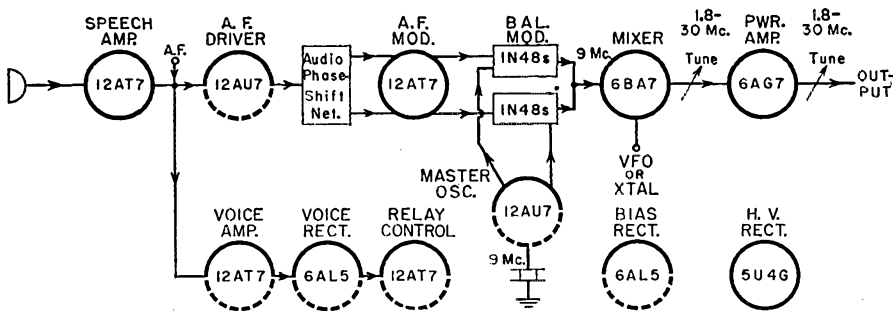 SPEECH
AMP.
12AT7
A.F.
A. F.
DRIVER
12AU7
Audio
Phase
Shift
Net.
A. F.
MOD.
12AT7
BAL.
MOD.
1N48s
1N48s
9 Mc.
MIXER
6BA7
VFO
OR
XTAL
1.8-
30 Mc.
Tune
PWR.
AMP.
6AG7
1.8-
30 Mc.
Tune
OUT-
PUT
MASTER
OSC.
12AU7
9 Mc.
VOICE
AMP.
12AT7
VOICE
RECT.
6AL5
RELAY
CONTROL
12AT7
BIAS
RECT.
6AL5
H. V.
RECT.
5U4G